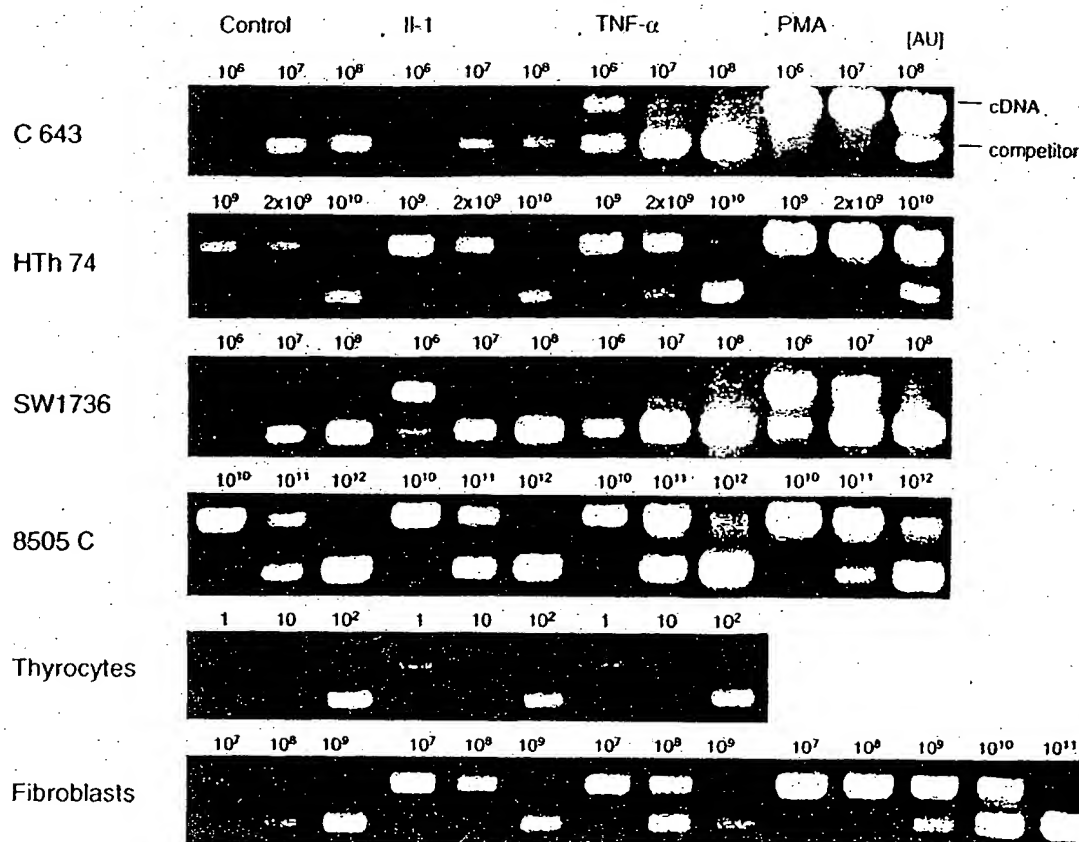 Control Il-1 TNF-α PMA [AU]
10⁶ 10⁷ 10⁸ 10⁶ 10⁷ 10⁸ 10⁶ 10⁷ 10⁸ 10⁶ 10⁷ 10⁸
C 643
cDNA
competitor
10⁹ 2x10⁹ 10¹⁰ 10⁹ 2x10⁹ 10¹⁰ 10⁹ 2x10⁹ 10¹⁰ 10⁹ 2x10⁹ 10¹⁰
HTh 74
10⁶ 10⁷ 10⁹ 10⁶ 10⁷ 10⁸ 10⁶ 10⁷ 10⁸ 10⁶ 10⁷ 10⁸
SW1736
10¹⁰ 10¹¹ 10¹² 10¹⁰ 10¹¹ 10¹² 10¹⁰ 10¹¹ 10¹² 10¹⁰ 10¹¹ 10¹²
8505 C
1 10 10² 1 10 10² 1 10 10²
Thyrocytes
10⁷ 10⁸ 10⁹ 10⁷ 10⁸ 10⁹ 10⁷ 10⁸ 10⁹ 10⁷ 10⁸ 10⁹ 10¹⁰ 10¹¹
Fibroblasts